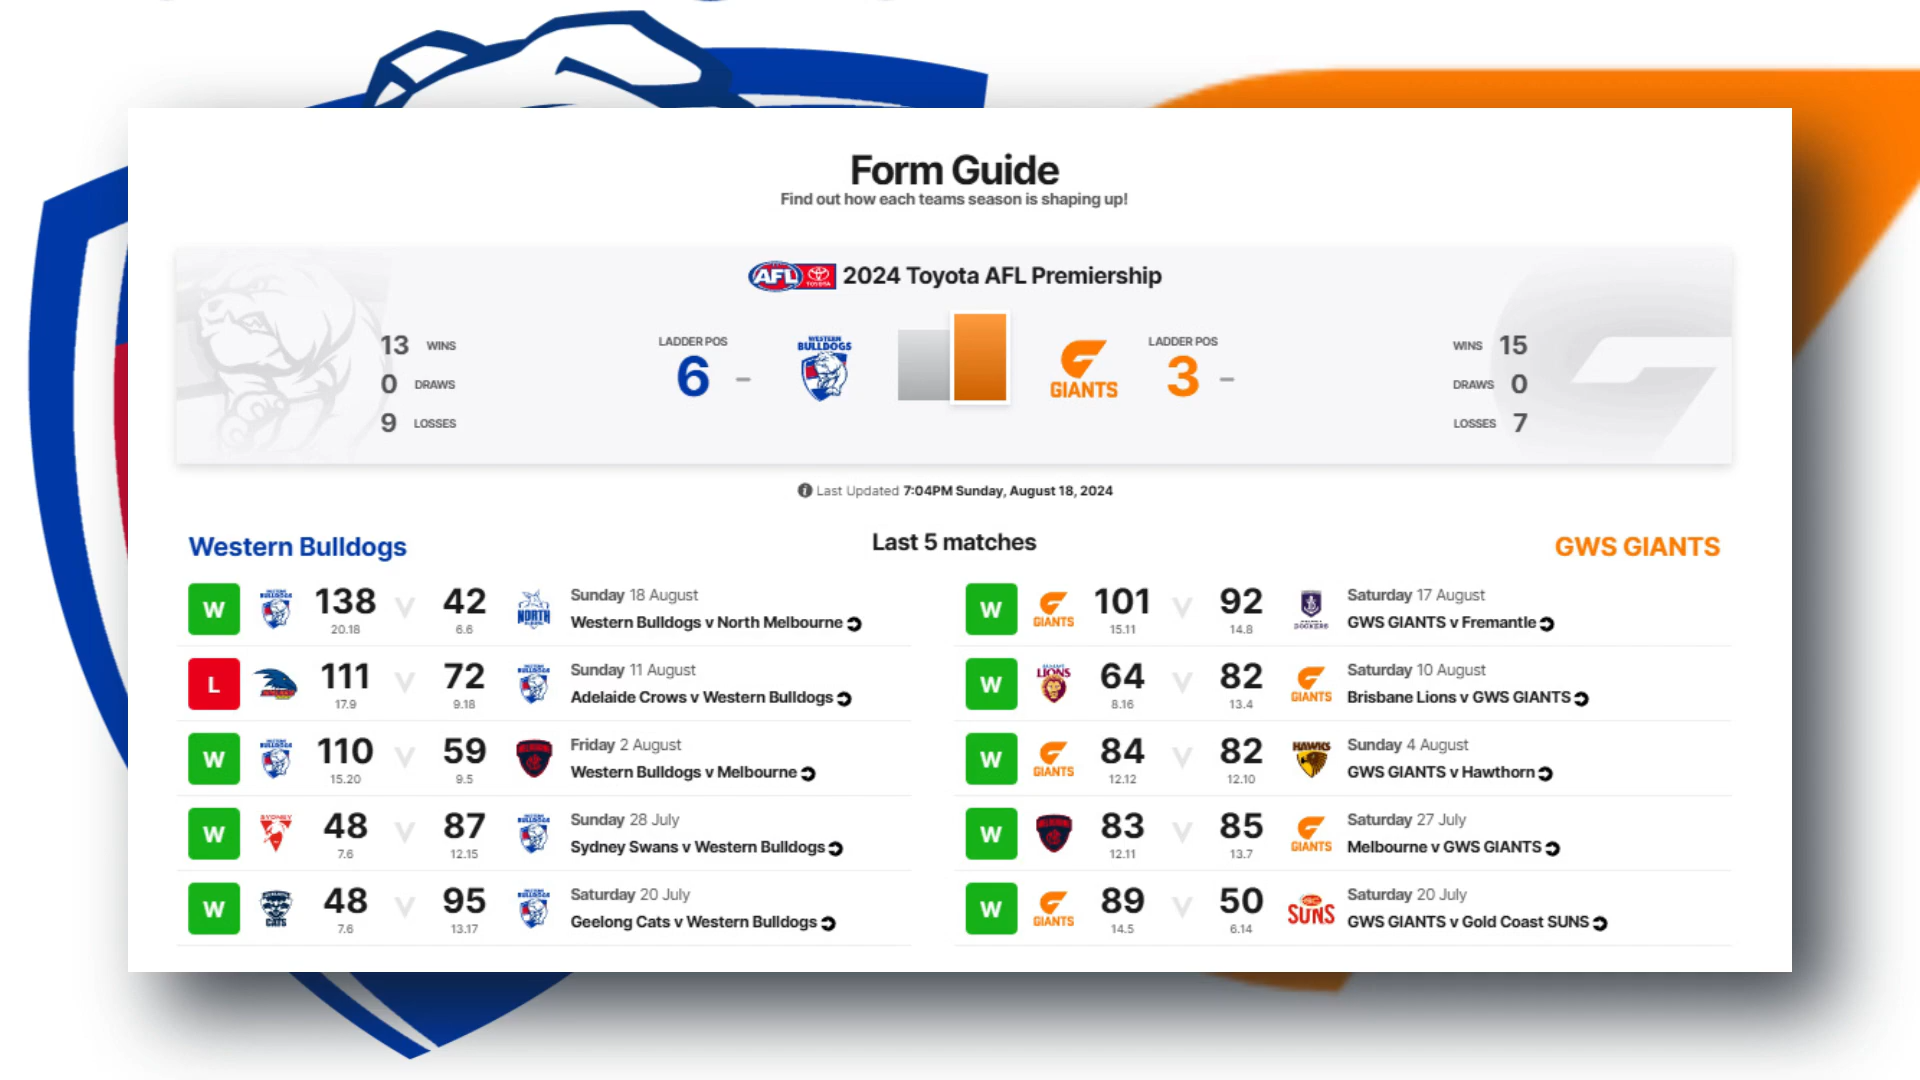 Form Guide
Find out how each teams season is shaping up!
AFL TOYOTA 2024 Toyota AFL Premiership
13 WINS
0 DRAWS
9 LOSSES
LADDER POS
6 –
WESTERN BULLDOGS
GIANTS
LADDER POS
3 –
WINS 15
DRAWS 0
LOSSES 7
Last Updated 7:04PM Sunday, August 18, 2024
Western Bulldogs
Last 5 matches
GWS GIANTS
W 138 V 42 NORTH Sunday 18 August
20.18 6.6 Western Bulldogs v North Melbourne
L 111 V 72 Sunday 11 August
17.9 9.18 Adelaide Crows v Western Bulldogs
W 110 V 59 Friday 2 August
15.20 9.5 Western Bulldogs v Melbourne
W SYDNEY 48 V 87 Sunday 28 July
7.6 12.15 Sydney Swans v Western Bulldogs
W CATS 48 V 95 Saturday 20 July
7.6 13.17 Geelong Cats v Western Bulldogs
W GIANTS 101 V 92 DOCKERS Saturday 17 August
15.11 14.8 GWS GIANTS v Fremantle
W LIONS 64 V 82 GIANTS Saturday 10 August
8.16 13.4 Brisbane Lions v GWS GIANTS
W GIANTS 84 V 82 HAWKS Sunday 4 August
12.12 12.10 GWS GIANTS v Hawthorn
W 83 V 85 GIANTS Saturday 27 July
12.11 13.7 Melbourne v GWS GIANTS
W GIANTS 89 V 50 SUNS Saturday 20 July
14.5 6.14 GWS GIANTS v Gold Coast SUNS